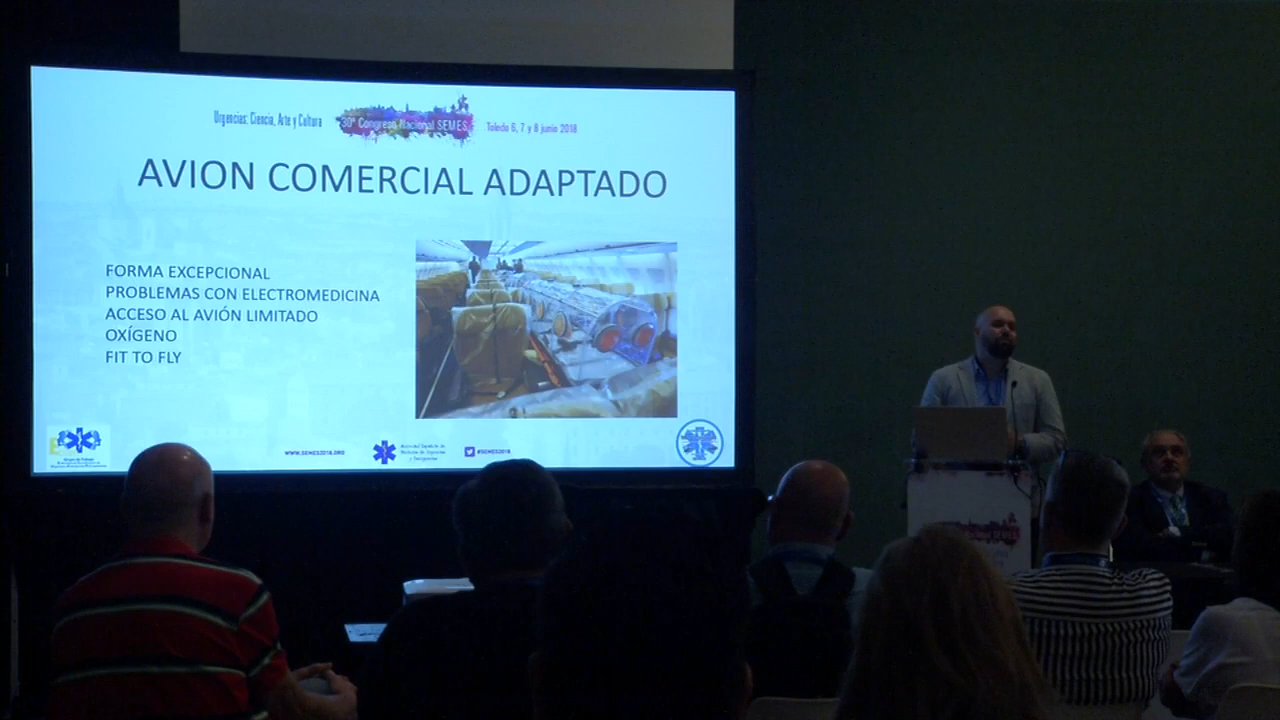 Urgencias: Ciencia, Arte y Cultura
30º Congreso Nacional SEMES
Toledo 6, 7 y 8 junio 2018
AVION COMERCIAL ADAPTADO
FORMA EXCEPCIONAL
PROBLEMAS CON ELECTROMEDICINA
ACCESO AL AVIÓN LIMITADO
OXÍGENO
FIT TO FLY
WWW.SEMES2018.ORG
#SEMES2018